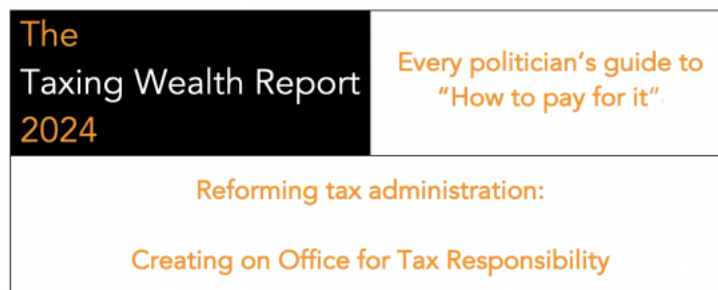 The
Taxing Wealth Report
2024
Every politician's guide to
"How to pay for it"
Reforming tax administration:
Creating on Office for Tax Responsibility